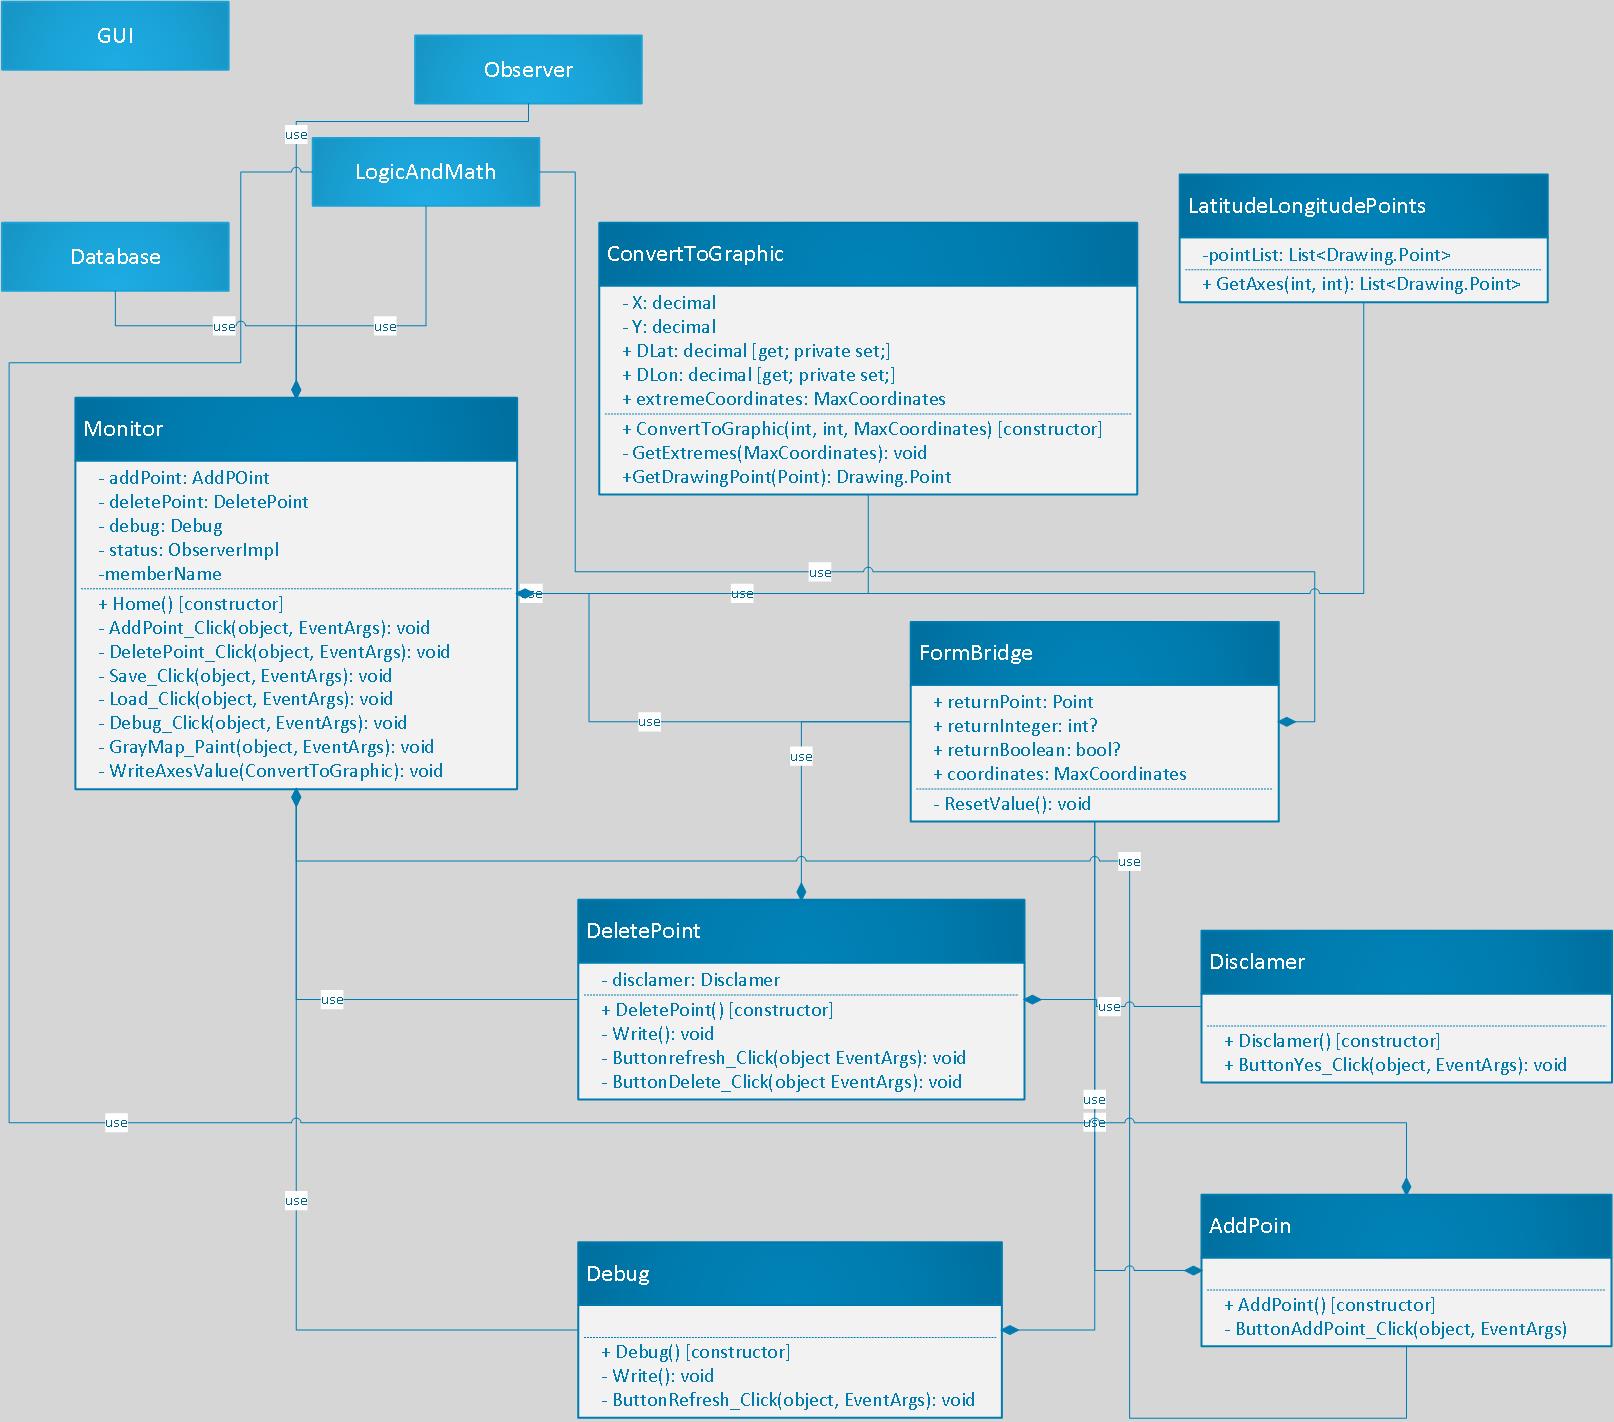 GUI
Observer
use
LogicAndMath
Database
use
use
LatitudeLongitudePoints
-pointList: List<Drawing.Point>
+ GetAxes(int, int): List<Drawing.Point>
ConvertToGraphic
- X: decimal
- Y: decimal
+ DLat: decimal [get; private set;]
+ DLon: decimal [get; private set;]
+ extremeCoordinates: MaxCoordinates
+ ConvertToGraphic(int, int, MaxCoordinates) [constructor]
- GetExtremes(MaxCoordinates): void
+GetDrawingPoint(Point): Drawing.Point
Monitor
- addPoint: AddPOint
- deletePoint: DeletePoint
- debug: Debug
- status: ObserverImpl
-memberName
+ Home() [constructor]
- AddPoint_Click(object, EventArgs): void
- DeletePoint_Click(object, EventArgs): void
- Save_Click(object, EventArgs): void
- Load_Click(object, EventArgs): void
- Debug_Click(object, EventArgs): void
- GrayMap_Paint(object, EventArgs): void
- WriteAxesValue(ConvertToGraphic): void
use
use
use
use
use
FormBridge
+ returnPoint: Point
+ returnInteger: int?
+ returnBoolean: bool?
+ coordinates: MaxCoordinates
- ResetValue(): void
use
DeletePoint
- disclamer: Disclamer
+ DeletePoint() [constructor]
- Write(): void
- Buttonrefresh_Click(object EventArgs): void
- ButtonDelete_Click(object EventArgs): void
use
use
Disclamer
+ Disclamer() [constructor]
+ ButtonYes_Click(object, EventArgs): void
use
use
use
use
AddPoin
+ AddPoint() [constructor]
- ButtonAddPoint_Click(object, EventArgs)
Debug
+ Debug() [constructor]
- Write(): void
- ButtonRefresh_Click(object, EventArgs): void